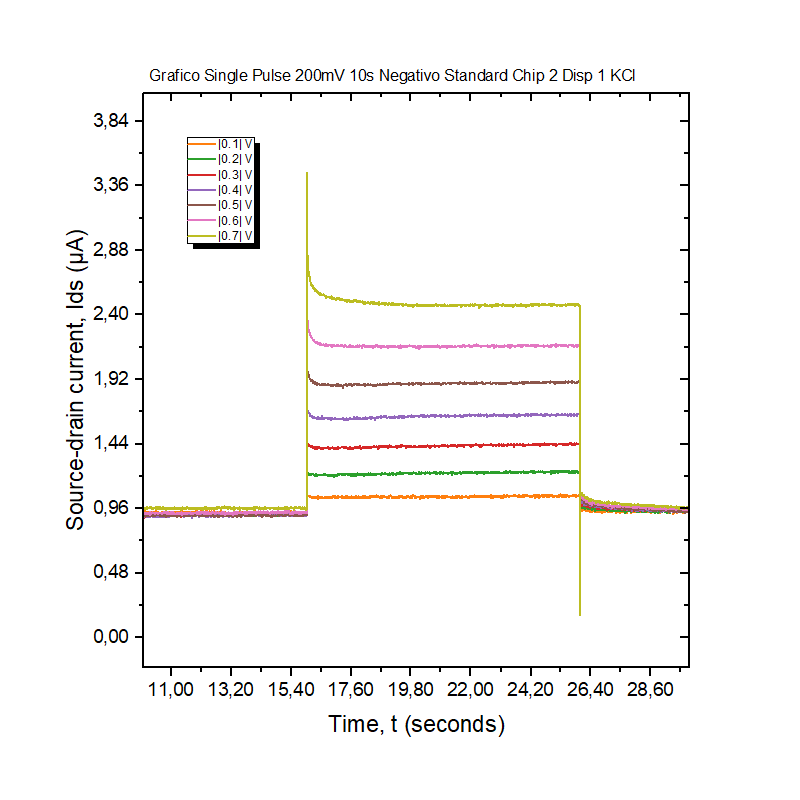 Grafico Single Pulse 200mV 10s Negativo Standard Chip 2 Disp 1 KCl
3,84
3,36
2,88
2,40
1,92
1,44
0,96
0,48
0,00
Source-drain current, Ids (µA)
|0.1| V
|0.2| V
|0.3| V
|0.4| V
|0.5| V
|0.6| V
|0.7| V
11,00 13,20 15,40 17,60 19,80 22,00 24,20 26,40 28,60
Time, t (seconds)